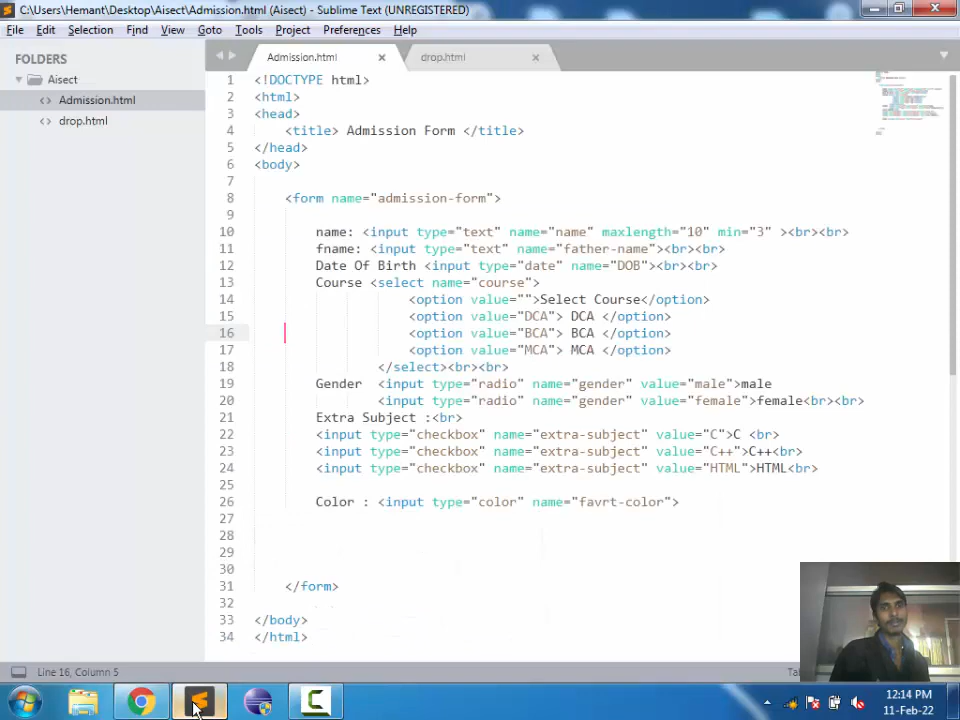 C:\Users\Hemant\Desktop\Aisect\Admission.html (Aisect) - Sublime Text (UNREGISTERED)
File Edit Selection Find View Goto Tools Project Preferences Help
FOLDERS
Aisect
<> Admission.html
<> drop.html
Admission.html × drop.html ×
1 <!DOCTYPE html>
2 <html>
3 <head>
4 <title> Admission Form </title>
5 </head>
6 <body>
7
8 <form name="admission-form">
9
10 name: <input type="text" name="name" maxlength="10" min="3" ><br><br>
11 fname: <input type="text" name="father-name"><br><br>
12 Date Of Birth <input type="date" name="DOB"><br><br>
13 Course <select name="course">
14 <option value="">Select Course</option>
15 <option value="DCA"> DCA </option>
16 <option value="BCA"> BCA </option>
17 <option value="MCA"> MCA </option>
18 </select><br><br>
19 Gender <input type="radio" name="gender" value="male">male
20 <input type="radio" name="gender" value="female">female<br><br>
21 Extra Subject :<br>
22 <input type="checkbox" name="extra-subject" value="C">C <br>
23 <input type="checkbox" name="extra-subject" value="C++">C++<br>
24 <input type="checkbox" name="extra-subject" value="HTML">HTML<br>
25
26 Color : <input type="color" name="favrt-color">
27
28
29
30
31 </form>
32
33 </body>
34 </html>
Line 16, Column 5
12:14 PM
11-Feb-22